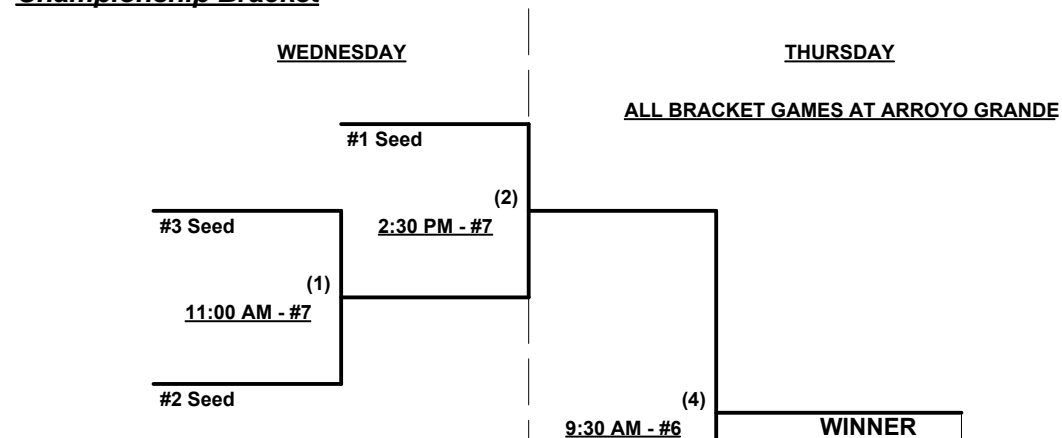 Championship Bracket
WEDNESDAY
THURSDAY
ALL BRACKET GAMES AT ARROYO GRANDE
#1 Seed
(2)
#3 Seed
2:30 PM - #7
(1)
11:00 AM - #7
#2 Seed
(4)
9:30 AM - #6
WINNER